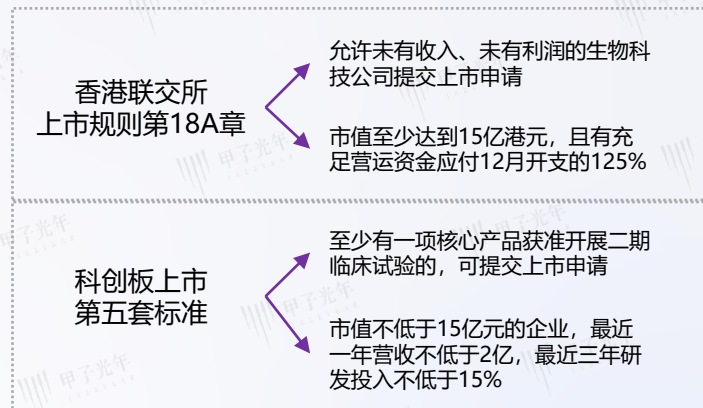 香港联交所
上市规则第18A章
允许未有收入、未有利润的生物科
技公司提交上市申请
市值至少达到15亿港元，且有充
足营运资金应付12月开支的125%
科创板上市
第五套标准
至少有一项核心产品获准开展二期
临床试验的，可提交上市申请
市值不低于15亿元的企业，最近
一年营收不低于2亿，最近三年研
发投入不低于15%
甲子光年